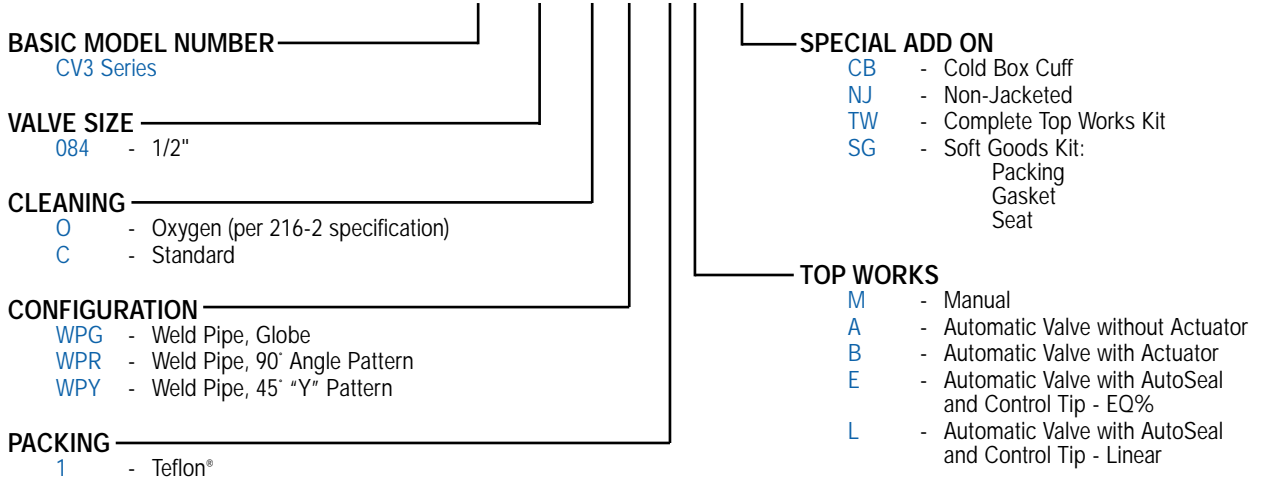 BASIC MODEL NUMBER
CV3 Series
VALVE SIZE
084 - 1/2"
CLEANING
O - Oxygen (per 216-2 specification)
C - Standard
CONFIGURATION
WPG - Weld Pipe, Globe
WPR - Weld Pipe, 90° Angle Pattern
WPY - Weld Pipe, 45° “Y” Pattern
PACKING
1 - Teflon®
SPECIAL ADD ON
CB - Cold Box Cuff
NJ - Non-Jacketed
TW - Complete Top Works Kit
SG - Soft Goods Kit:
Packing
Gasket
Seat
TOP WORKS
M - Manual
A - Automatic Valve without Actuator
B - Automatic Valve with Actuator
E - Automatic Valve with AutoSeal
and Control Tip - EQ%
L - Automatic Valve with AutoSeal
and Control Tip - Linear